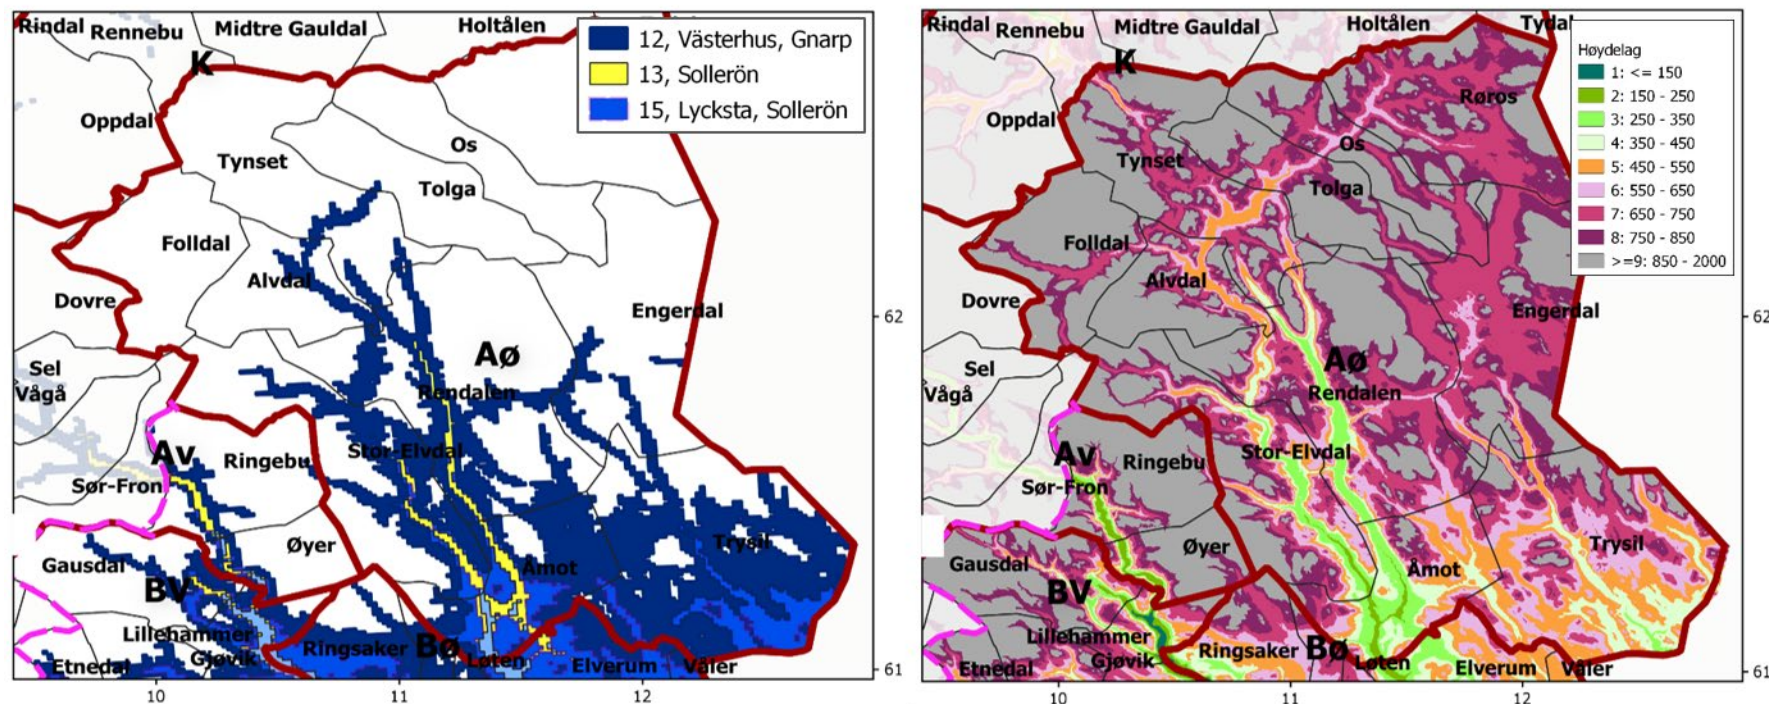 Rindal
Rennebu
Midtre Gauldal
Holtålen
K
Oppdal
Tynset
Os
Tolga
Folldal
Alvdal
Dovre
Engerdal
Sel
Vågå
Aø
Rendalen
Av
Ringebu
Stor-Elvdal
Sør-Fron
Øyer
Trysil
Gausdal
Åmot
BV
Lillehammer
Gjøvik
Ringsaker
Bø
Løten
Elverum
Våler
Etnedal
12, Västerhus, Gnarp
13, Sollerön
15, Lycksta, Sollerön
62
61
10
11
12
Rindal
Rennebu
Midtre Gauldal
Holtålen
Tydal
K
Røros
Oppdal
Tynset
Os
Tolga
Folldal
Alvdal
Dovre
Engerdal
Sel
Vågå
Aø
Rendalen
Av
Ringebu
Stor-Elvdal
Sør-Fron
Øyer
Trysil
Gausdal
Åmot
BV
Lillehammer
Gjøvik
Ringsaker
Bø
Løten
Elverum
Våler
Etnedal
Høydelag
1: <= 150
2: 150 - 250
3: 250 - 350
4: 350 - 450
5: 450 - 550
6: 550 - 650
7: 650 - 750
8: 750 - 850
>=9: 850 - 2000
62
61
10
11
12